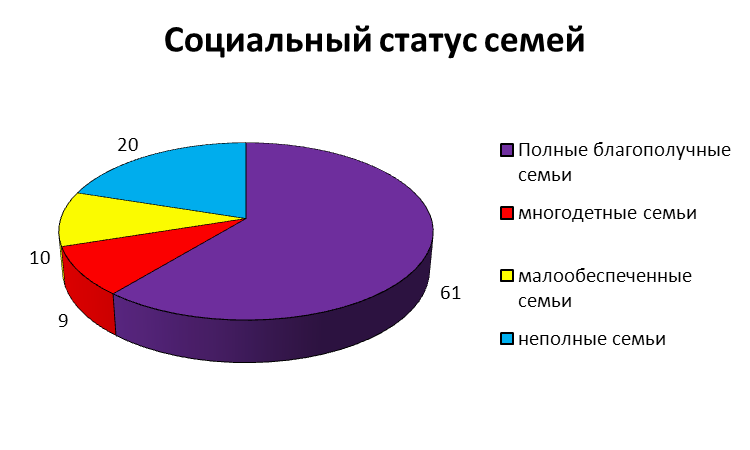 Социальный статус семей
20
10
9
61
Полные благополучные
семьи
многодетные семьи
малообеспеченные
семьи
неполные семьи